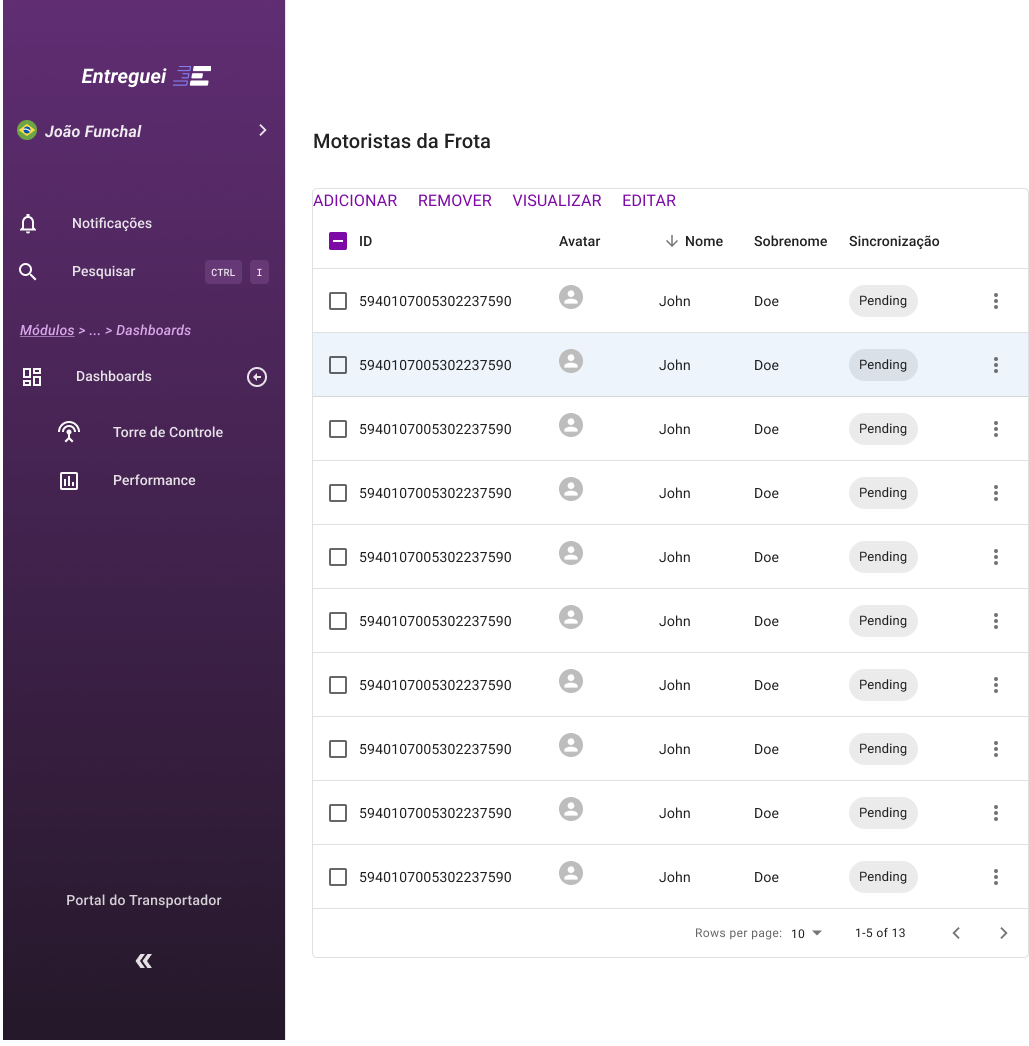 Entreguei
João Funchal
Notificações
Pesquisar CTRL I
Módulos > ... > Dashboards
Dashboards
Torre de Controle
Performance
Portal do Transportador
Motoristas da Frota
ADICIONAR REMOVER VISUALIZAR EDITAR
ID Avatar Nome Sobrenome Sincronização
5940107005302237590 John Doe Pending
5940107005302237590 John Doe Pending
5940107005302237590 John Doe Pending
5940107005302237590 John Doe Pending
5940107005302237590 John Doe Pending
5940107005302237590 John Doe Pending
5940107005302237590 John Doe Pending
5940107005302237590 John Doe Pending
5940107005302237590 John Doe Pending
5940107005302237590 John Doe Pending
Rows per page: 10 1-5 of 13